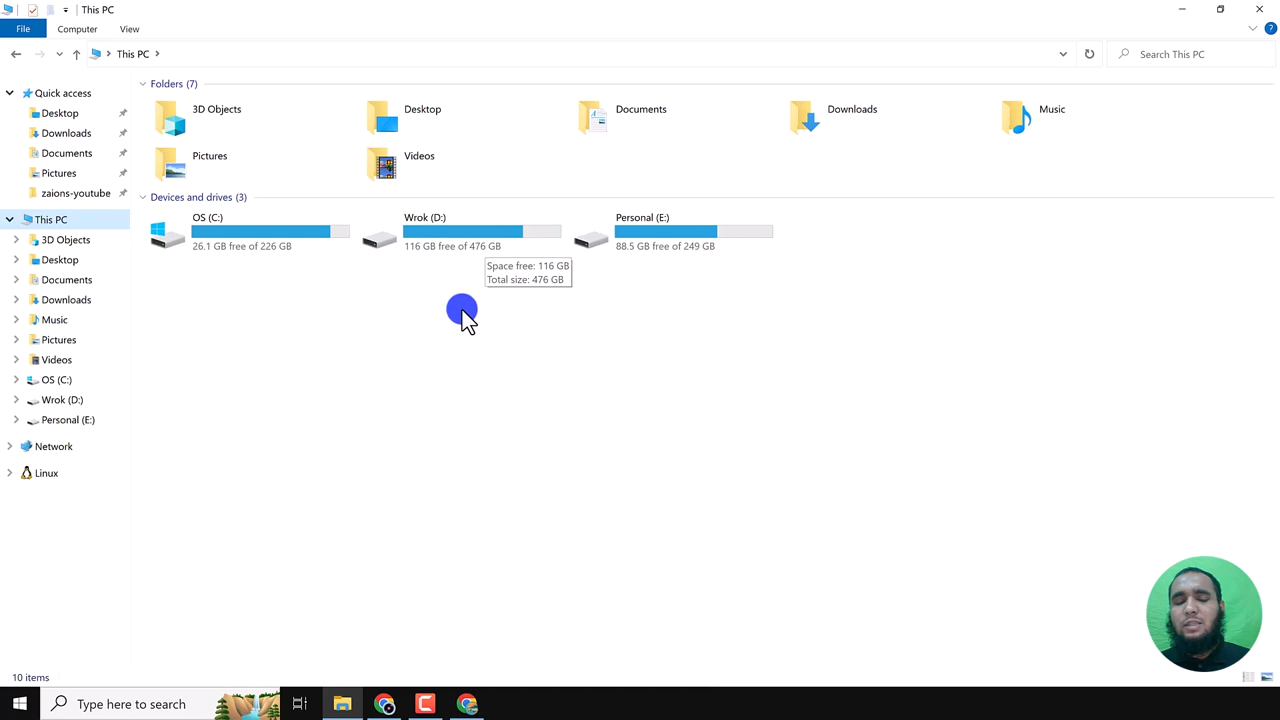 This PC
File
Computer
View
This PC
Search This PC
Quick access
Desktop
Downloads
Documents
Pictures
zaions-youtube
This PC
3D Objects
Desktop
Documents
Downloads
Music
Pictures
Videos
OS (C:)
Wrok (D:)
Personal (E:)
Network
Linux
Folders (7)
3D Objects
Desktop
Documents
Downloads
Music
Pictures
Videos
Devices and drives (3)
OS (C:)
26.1 GB free of 226 GB
Wrok (D:)
116 GB free of 476 GB
Personal (E:)
88.5 GB free of 249 GB
Space free: 116 GB
Total size: 476 GB
10 items
Type here to search